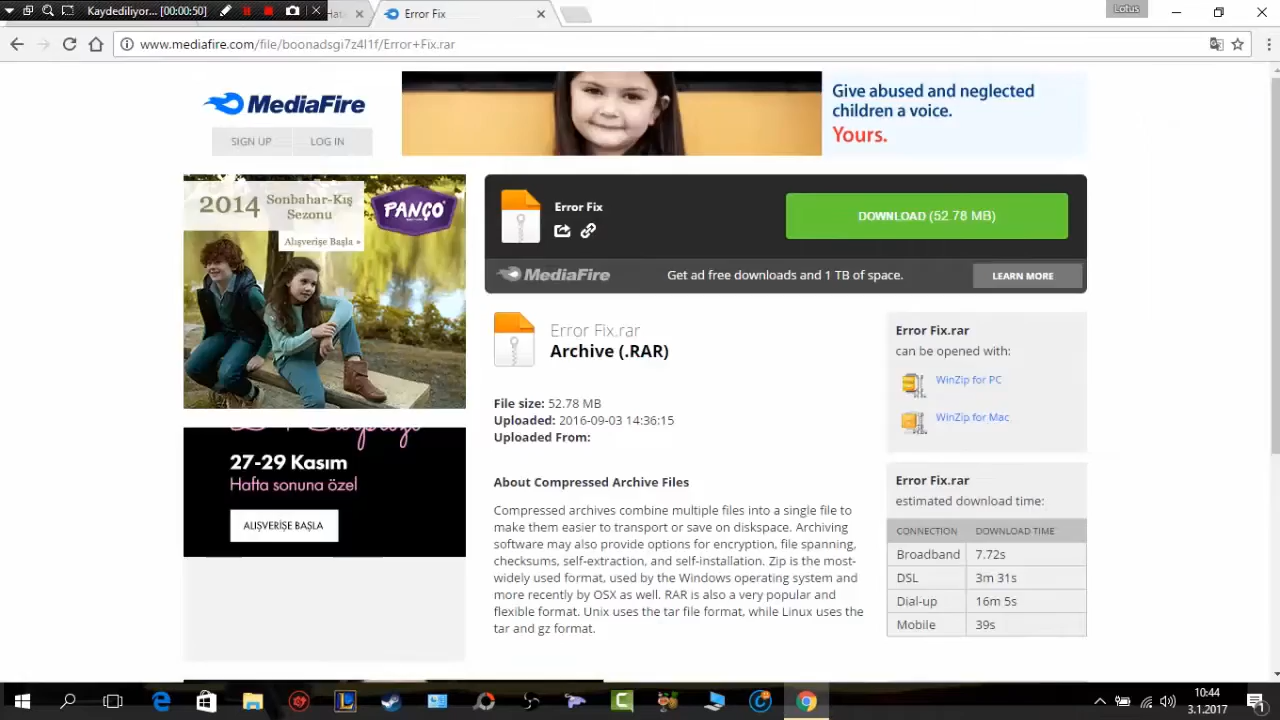 Kaydediliyor... [00:00:50]
Error Fix
Lotus
www.mediafire.com/file/boonadsgi7z4l1f/Error+Fix.rar
MediaFire
SIGN UP
LOG IN
Give abused and neglected
children a voice.
Yours.
2014 Sonbahar-Kış
Sezonu
PANÇO
Alışverişe Başla »
Error Fix
DOWNLOAD (52.78 MB)
MediaFire
Get ad free downloads and 1 TB of space.
LEARN MORE
Error Fix.rar
Archive (.RAR)
File size: 52.78 MB
Uploaded: 2016-09-03 14:36:15
Uploaded From:
Error Fix.rar
can be opened with:
WinZip for PC
WinZip for Mac
27-29 Kasım
Hafta sonuna özel
ALIŞVERİŞE BAŞLA
About Compressed Archive Files
Compressed archives combine multiple files into a single file to
make them easier to transport or save on diskspace. Archiving
software may also provide options for encryption, file spanning,
checksums, self-extraction, and self-installation. Zip is the most-
widely used format, used by the Windows operating system and
more recently by OSX as well. RAR is also a very popular and
flexible format. Unix uses the tar file format, while Linux uses the
tar and gz format.
Error Fix.rar
estimated download time:
CONNECTION DOWNLOAD TIME
Broadband 7.72s
DSL 3m 31s
Dial-up 16m 5s
Mobile 39s
10:44
3.1.2017